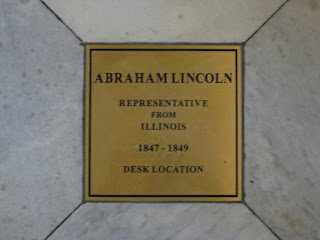 ABRAHAM LINCOLN
REPRESENTATIVE
FROM
ILLINOIS
1847 - 1849
DESK LOCATION